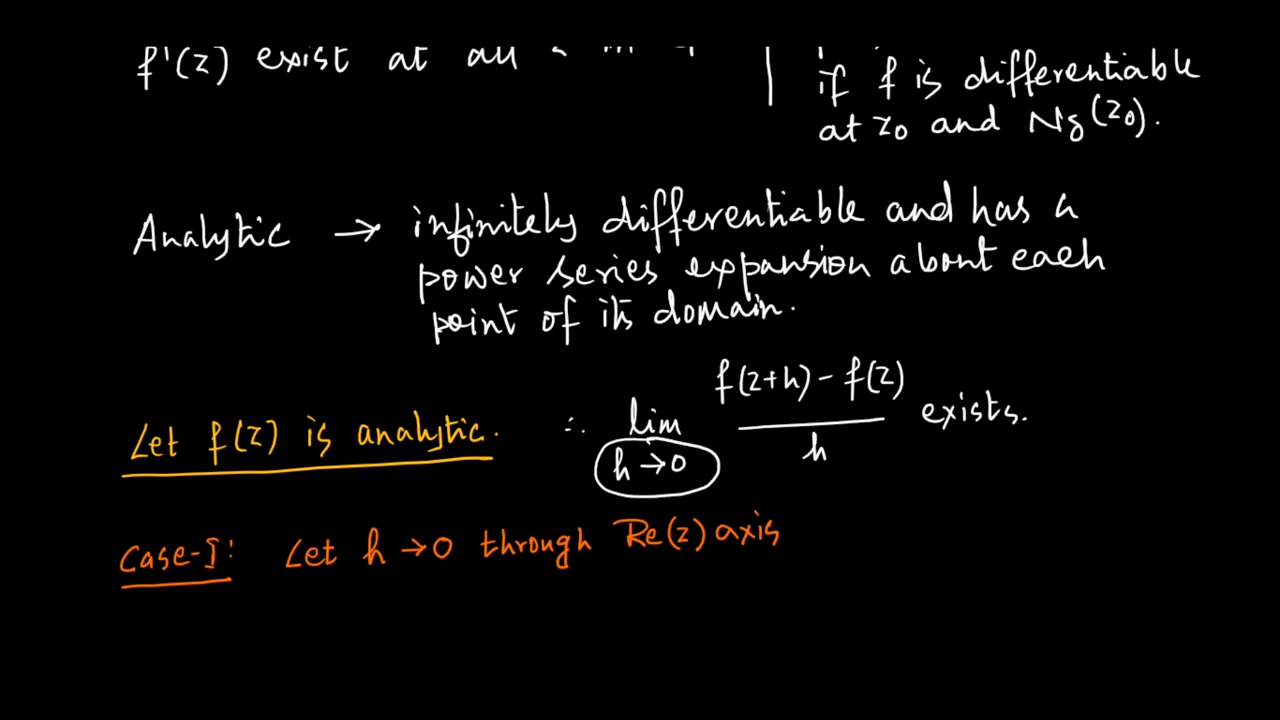 f'(z) exist at all
if f is differentiable
at z0 and Nδ(z0).
Analytic → infinitely differentiable and has a
power series expansion about each
point of its domain.
Let f(z) is analytic. ∴ lim h→0 (f(z+h) - f(z))/h exists.
Case-I: Let h→0 through Re(z) axis